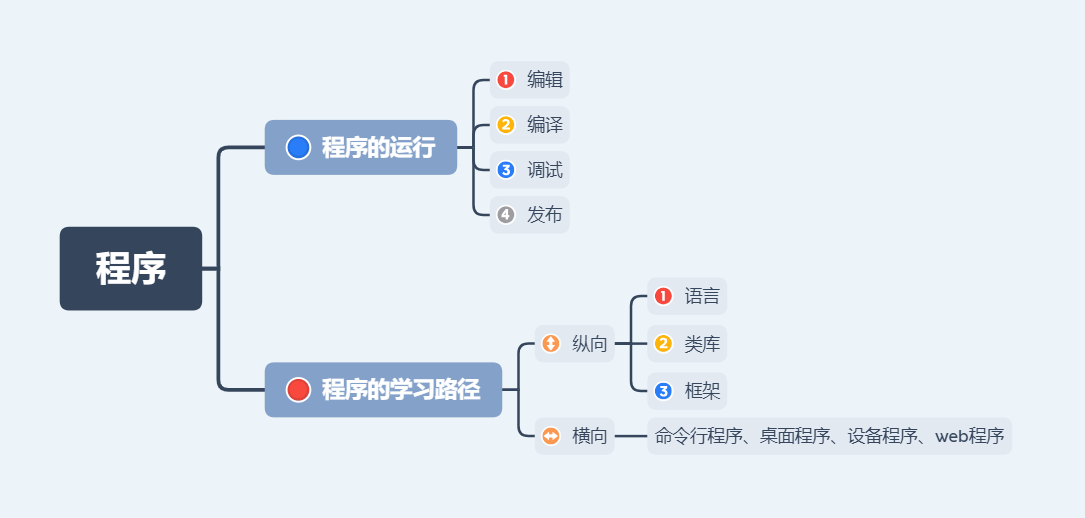 程序
程序的运行
1 编辑
2 编译
3 调试
4 发布
程序的学习路径
纵向
1 语言
2 类库
3 框架
横向
命令行程序、桌面程序、设备程序、web程序